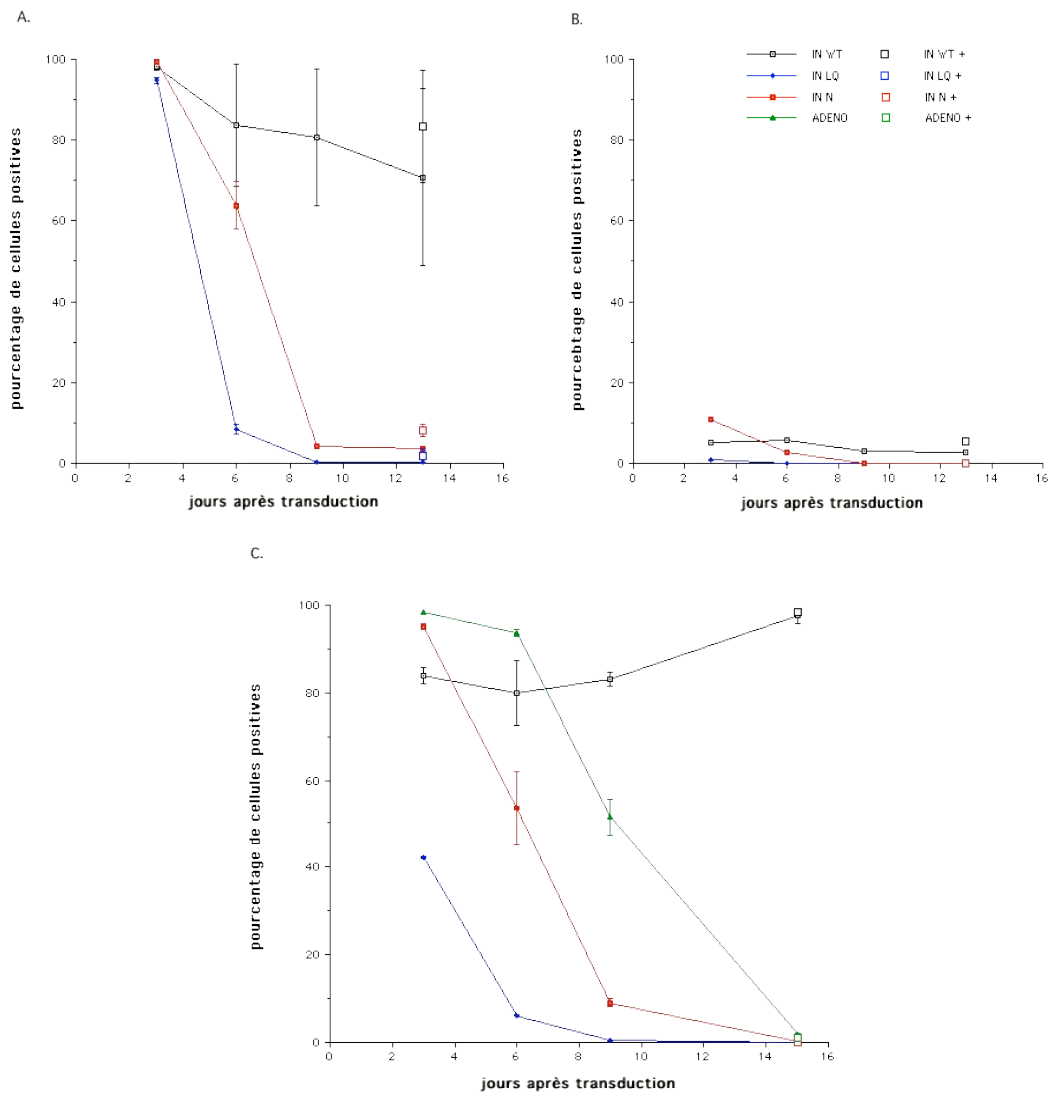 A.
100
80
60
40
20
0
pourcentage de cellules positives
0 2 4 6 8 10 12 14 16
jours après transduction
B.
100
80
60
40
20
0
pourcebtage de cellules positives
0 2 4 6 8 10 12 14 16
jours après transduction
IN WT IN WT +
IN LQ IN LQ +
IN N IN N +
ADENO ADENO +
C.
100
80
60
40
20
0
pourcentage de cellules positives
0 2 4 6 8 10 12 14 16
jours après transduction